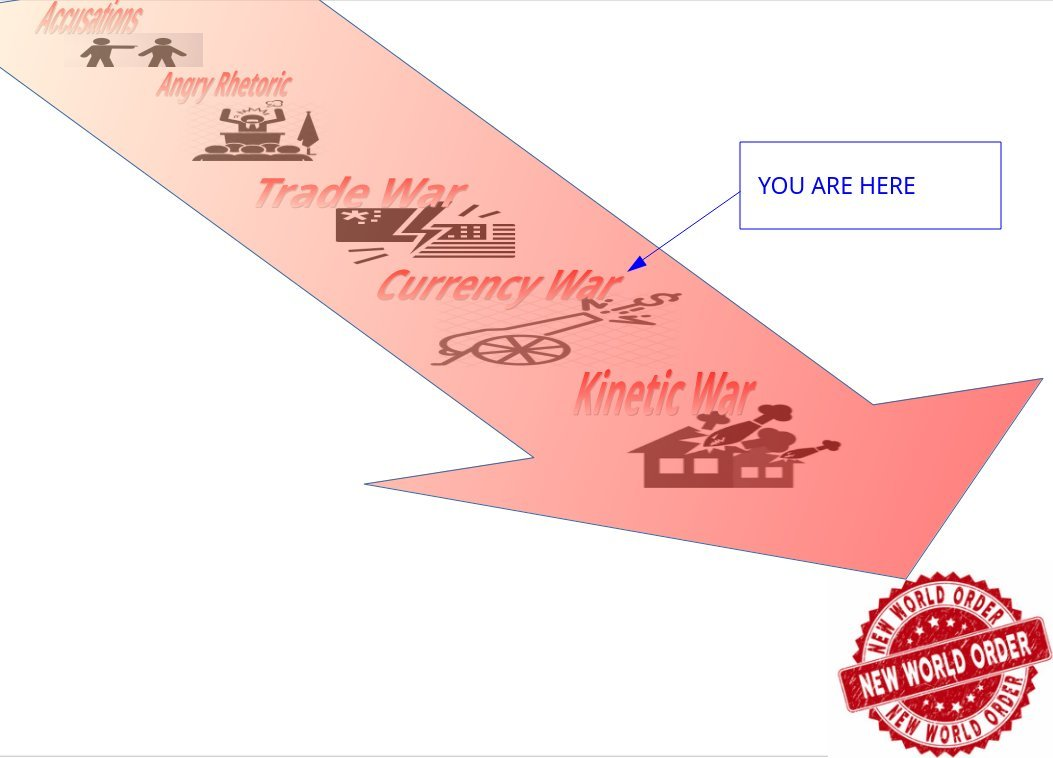 Accusations
Angry Rhetoric
Trade War
YOU ARE HERE
Currency War
Kinetic War
NEW WORLD ORDER
NEW WORLD ORDER
NEW WORLD ORDER